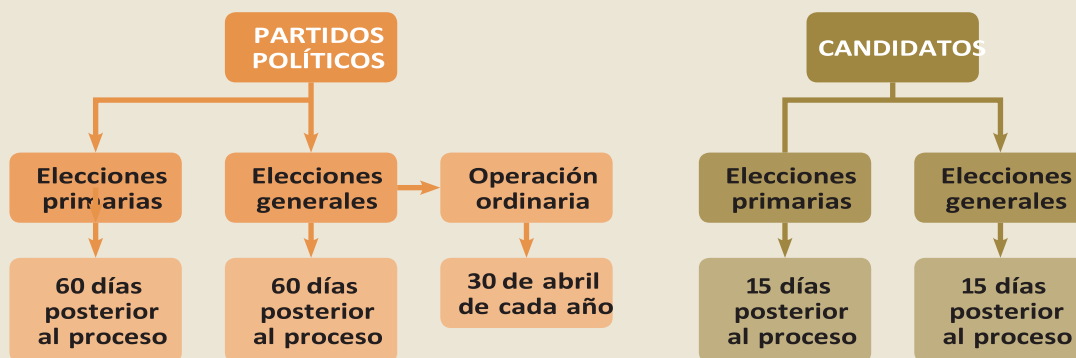 PARTIDOS
POLÍTICOS
CANDIDATOS
Elecciones
primarias
Elecciones
generales
Operación
ordinaria
Elecciones
primarias
Elecciones
generales
60 días
posterior
al proceso
60 días
posterior
al proceso
30 de abril
de cada año
15 días
posterior
al proceso
15 días
posterior
al proceso